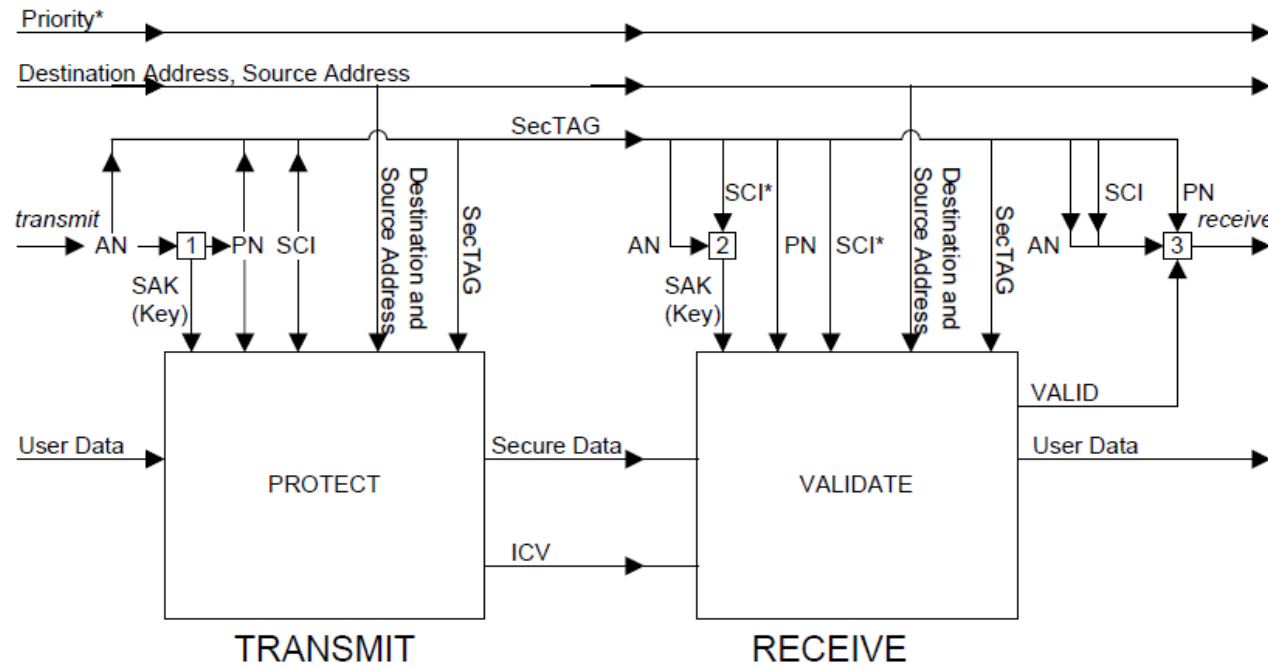 Priority*
Destination Address, Source Address
SecTAG
transmit
AN
1
PN
SCI
SAK
(Key)
Destination and
Source Address
SecTAG
SCI*
AN
2
PN
SCI*
SAK
(Key)
Destination and
Source Address
SecTAG
SCI
PN
receive
AN
3
VALID
User Data
PROTECT
Secure Data
VALIDATE
User Data
ICV
TRANSMIT
RECEIVE